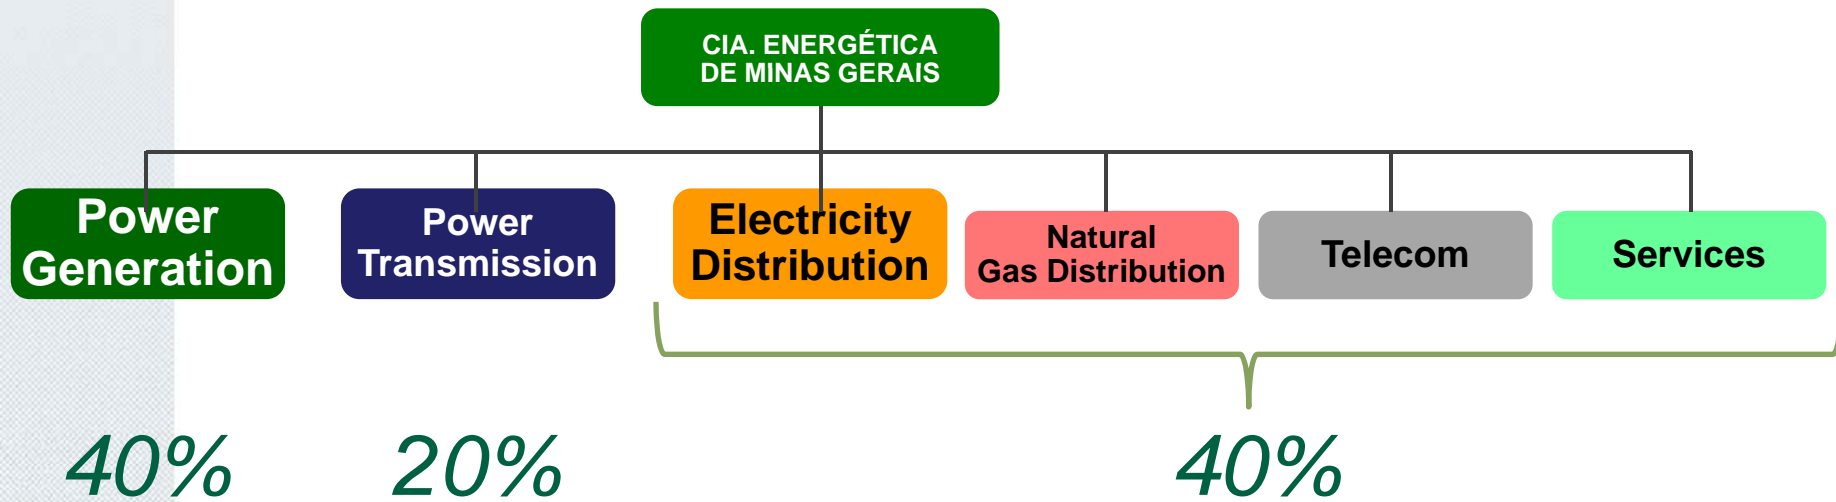 CIA. ENERGÉTICA
DE MINAS GERAIS
Power
Generation
Power
Transmission
Electricity
Distribution
Natural
Gas Distribution
Telecom
Services
40%
20%
40%